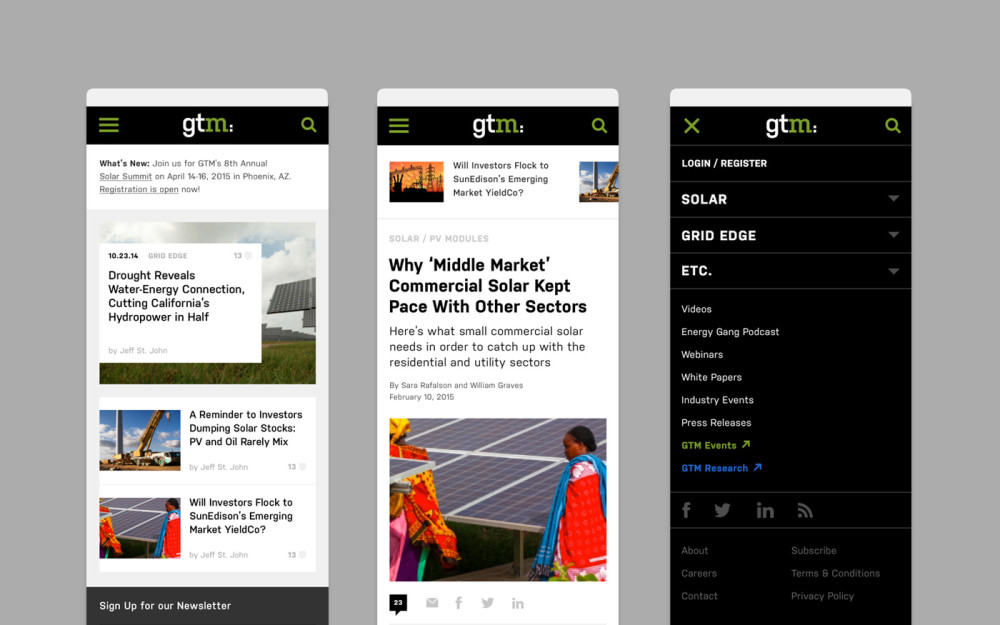 gtm:
What's New: Join us for GTM's 8th Annual
Solar Summit on April 14-16, 2015 in Phoenix, AZ.
Registration is open now!
10.23.14 GRID EDGE 13
Drought Reveals
Water-Energy Connection,
Cutting California's
Hydropower in Half
by Jeff St. John
A Reminder to Investors
Dumping Solar Stocks:
PV and Oil Rarely Mix
by Jeff St. John 13
Will Investors Flock to
SunEdison's Emerging
Market YieldCo?
by Jeff St. John 13
Sign Up for our Newsletter
gtm:
Will Investors Flock to
SunEdison's Emerging
Market YieldCo?
SOLAR / PV MODULES
Why ‘Middle Market’
Commercial Solar Kept
Pace With Other Sectors
Here's what small commercial solar
needs in order to catch up with the
residential and utility sectors
By Sara Rafalson and William Graves
February 10, 2015
23
gtm:
LOGIN / REGISTER
SOLAR
GRID EDGE
ETC.
Videos
Energy Gang Podcast
Webinars
White Papers
Industry Events
Press Releases
GTM Events
GTM Research
About Subscribe
Careers Terms & Conditions
Contact Privacy Policy